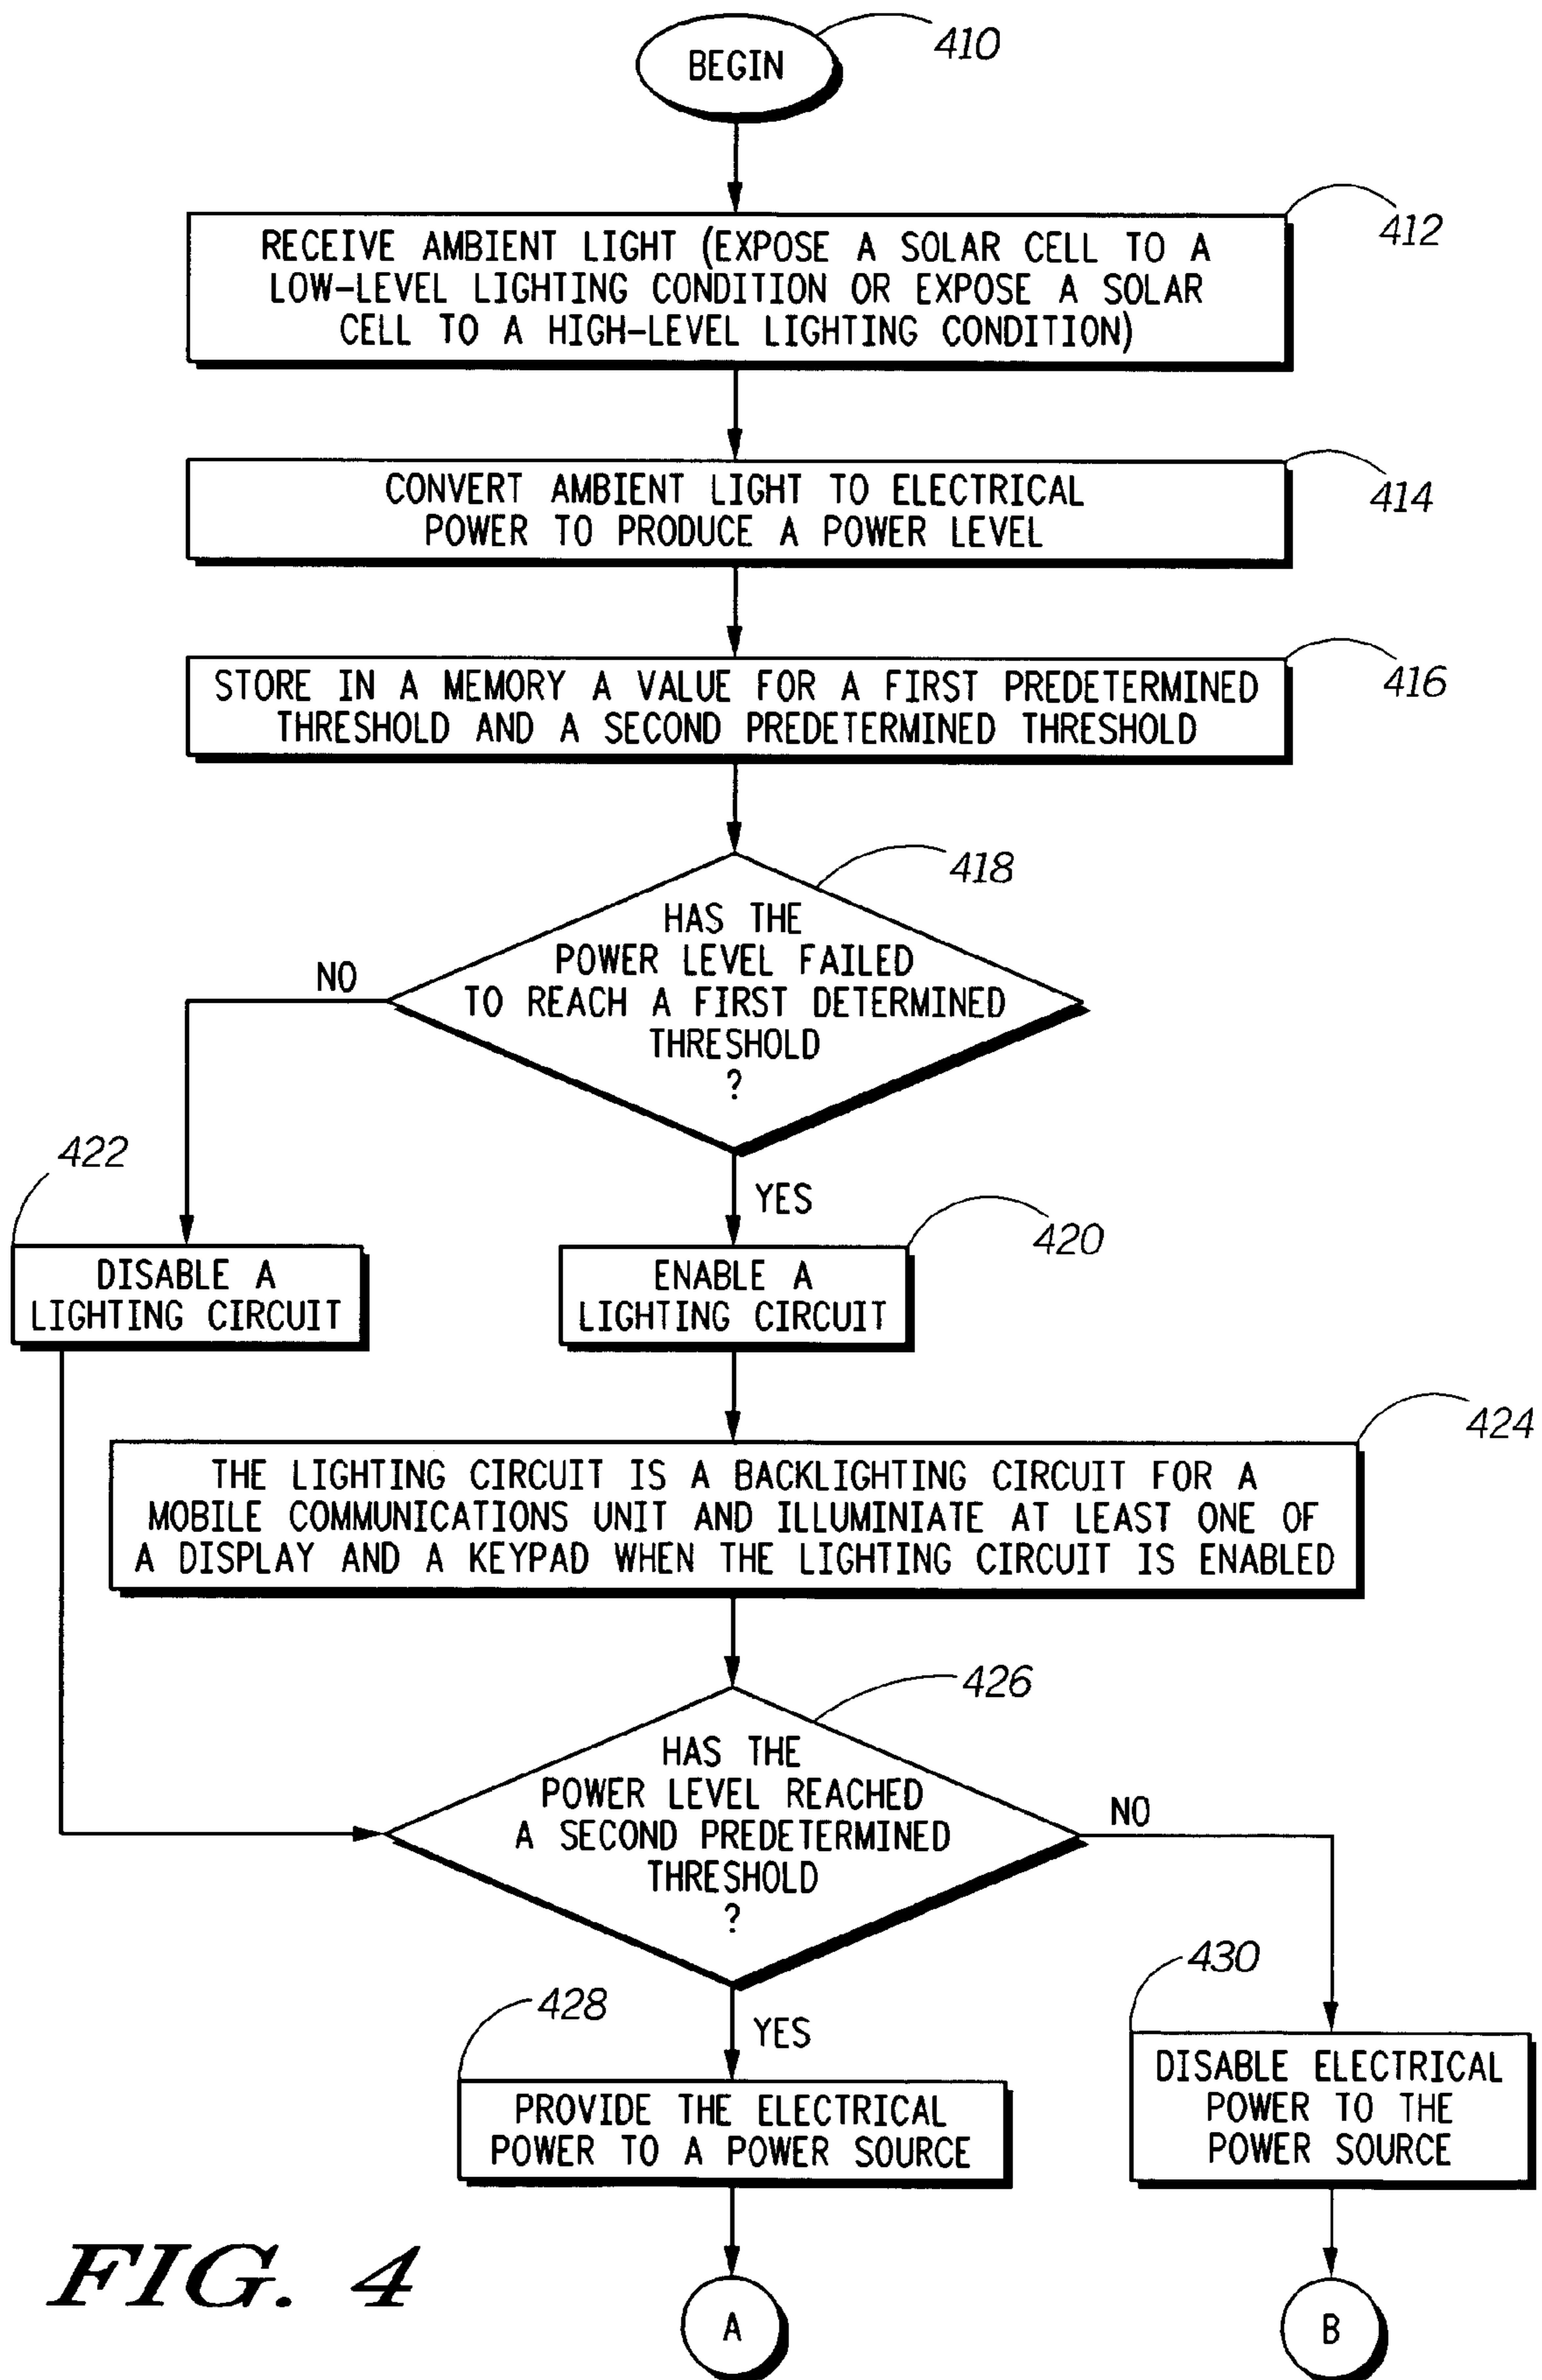 BEGIN
410
RECEIVE AMBIENT LIGHT (EXPOSE A SOLAR CELL TO A
LOW-LEVEL LIGHTING CONDITION OR EXPOSE A SOLAR
CELL TO A HIGH-LEVEL LIGHTING CONDITION)
412
CONVERT AMBIENT LIGHT TO ELECTRICAL
POWER TO PRODUCE A POWER LEVEL
414
STORE IN A MEMORY A VALUE FOR A FIRST PREDETERMINED
THRESHOLD AND A SECOND PREDETERMINED THRESHOLD
416
418
HAS THE
POWER LEVEL FAILED
TO REACH A FIRST DETERMINED
THRESHOLD
?
NO
YES
422
DISABLE A
LIGHTING CIRCUIT
420
ENABLE A
LIGHTING CIRCUIT
424
THE LIGHTING CIRCUIT IS A BACKLIGHTING CIRCUIT FOR A
MOBILE COMMUNICATIONS UNIT AND ILLUMINIATE AT LEAST ONE OF
A DISPLAY AND A KEYPAD WHEN THE LIGHTING CIRCUIT IS ENABLED
426
HAS THE
POWER LEVEL REACHED
A SECOND PREDETERMINED
THRESHOLD
?
NO
YES
428
PROVIDE THE ELECTRICAL
POWER TO A POWER SOURCE
430
DISABLE ELECTRICAL
POWER TO THE
POWER SOURCE
A
B
FIG. 4